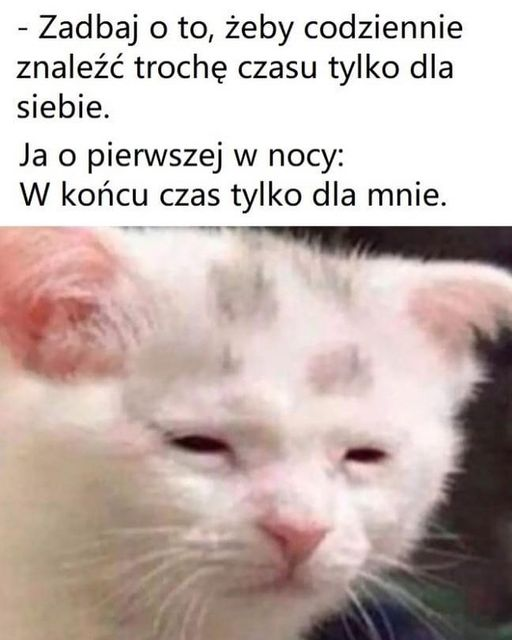 - Zadbaj o to, żeby codziennie
znaleźć trochę czasu tylko dla
siebie.
Ja o pierwszej w nocy:
W końcu czas tylko dla mnie.